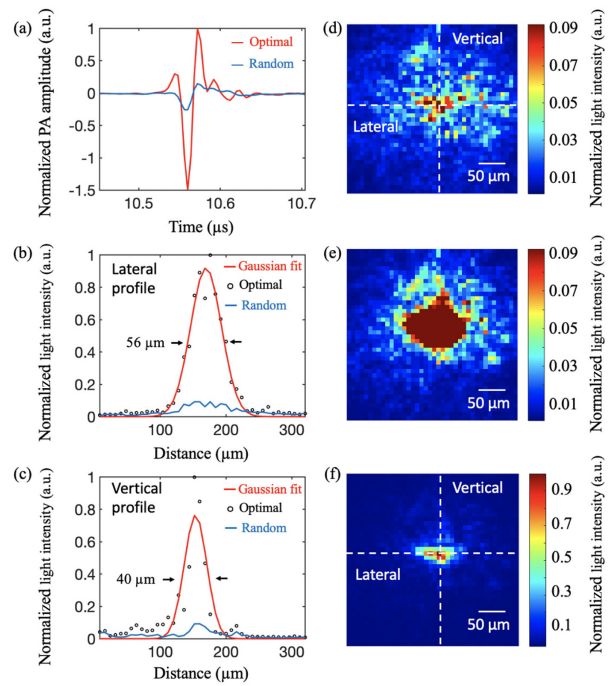 (a)
Normalized PA amplitude (a.u.)
1
0.5
0
-0.5
-1
-1.5
Optimal
Random
10.5
10.6
10.7
Time (µs)
(d)
Vertical
Lateral
50 µm
0.09
0.07
0.05
0.03
0.01
Normalized light intensity (a.u.)
(b)
Normalized light intensity (a.u.)
1
0.8
0.6
0.4
0.2
0
Lateral
profile
Gaussian fit
Optimal
Random
56 µm
0
100
200
300
Distance (µm)
(e)
50 µm
0.09
0.07
0.05
0.03
0.01
Normalized light intensity (a.u.)
(c)
Normalized light intensity (a.u.)
1
0.8
0.6
0.4
0.2
0
Vertical
profile
Gaussian fit
Optimal
Random
40 µm
0
100
200
300
Distance (µm)
(f)
Vertical
Lateral
50 µm
0.9
0.7
0.5
0.3
0.1
Normalized light intensity (a.u.)